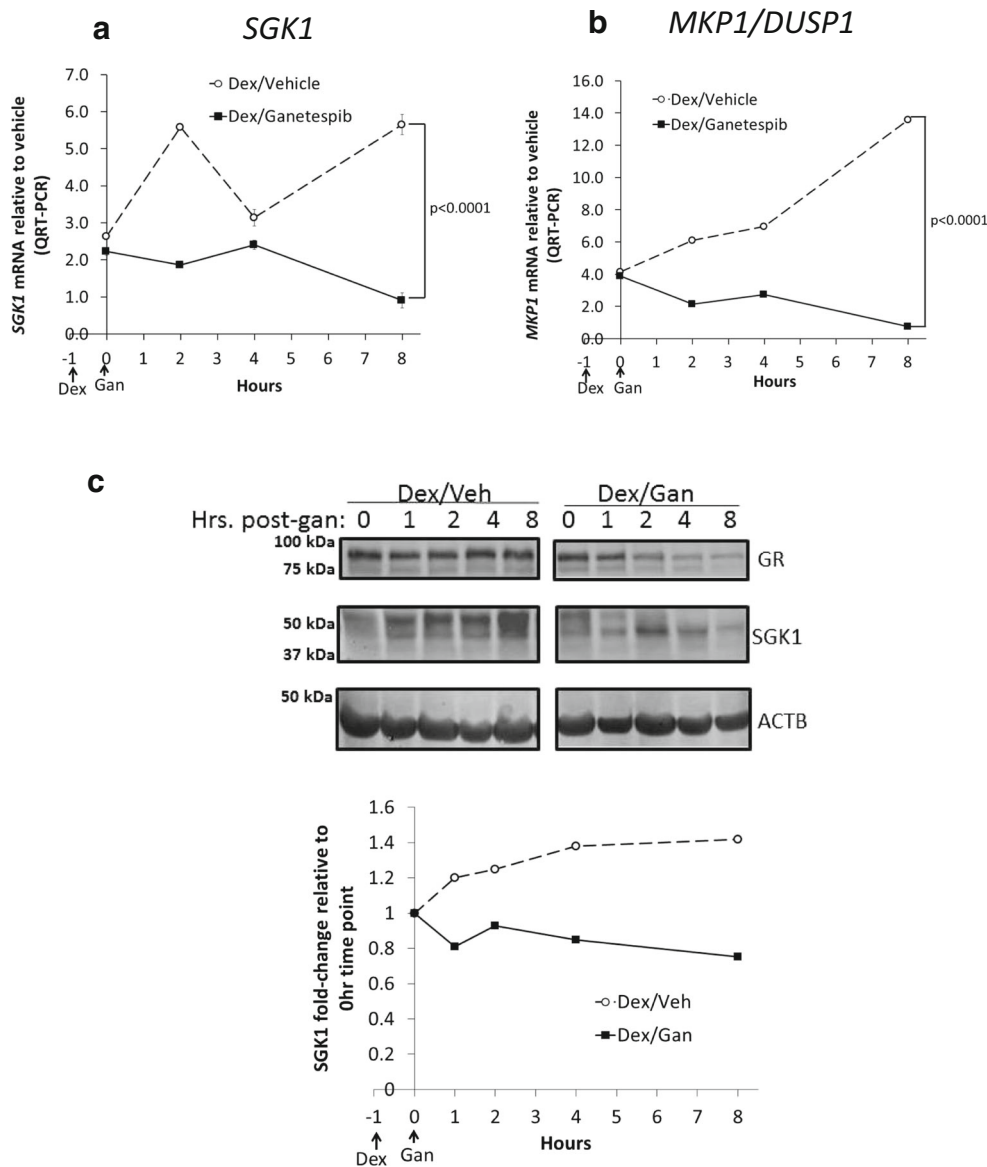 a
SGK1
7.0
6.0
5.0
4.0
3.0
2.0
1.0
0.0
SGK1 mRNA relative to vehicle
(QRT-PCR)
Dex/Vehicle
Dex/Ganetespib
p<0.0001
-1 0 1 2 3 4 5 6 7 8
Dex Gan
Hours
b
MKP1/DUSP1
16.0
14.0
12.0
10.0
8.0
6.0
4.0
2.0
0.0
MKP1 mRNA relative to vehicle
(QRT-PCR)
Dex/Vehicle
Dex/Ganetespib
p<0.0001
-1 0 1 2 3 4 5 6 7 8
Dex Gan
Hours
c
Dex/Veh Dex/Gan
Hrs. post-gan: 0 1 2 4 8 0 1 2 4 8
100 kDa
75 kDa
GR
50 kDa
37 kDa
SGK1
50 kDa
ACTB
1.6
1.4
1.2
1
0.8
0.6
0.4
0.2
0
SGK1 fold-change relative to
0hr time point
Dex/Veh
Dex/Gan
-1 0 1 2 3 4 5 6 7 8
Dex Gan
Hours